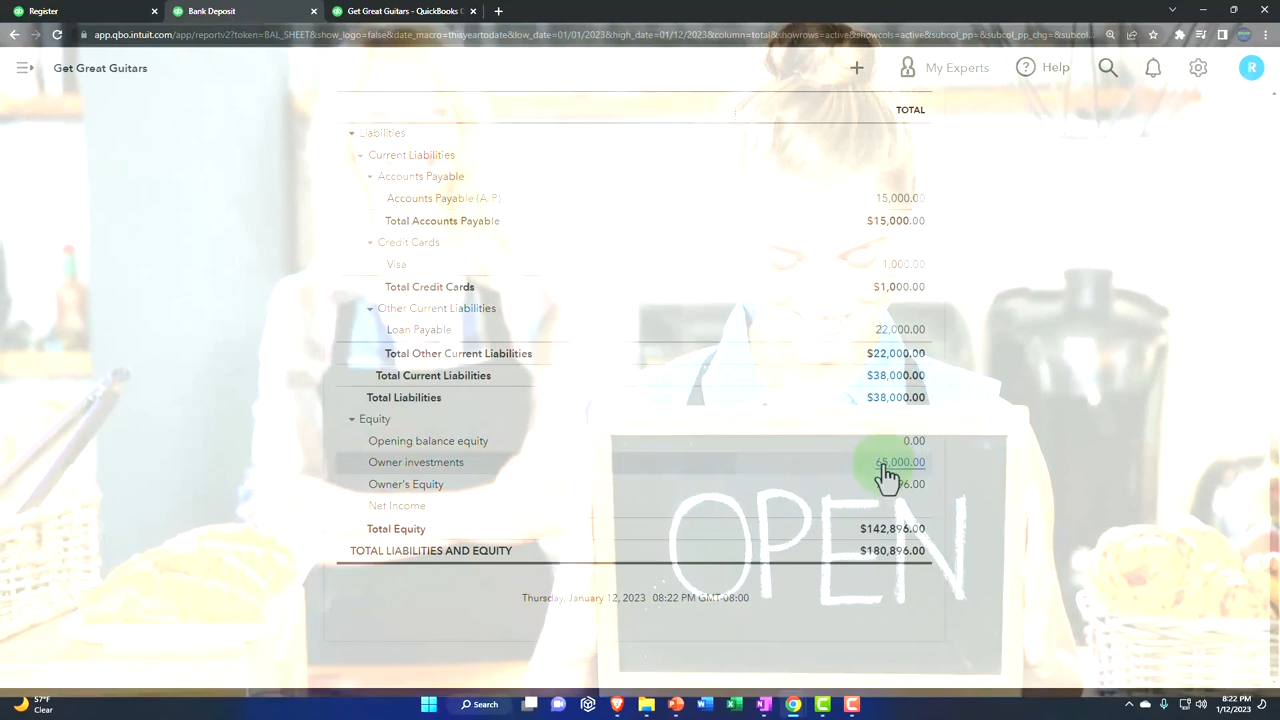 Register
Bank Deposit
Get Great Guitars - QuickBooks
app.qbo.intuit.com/app/reportv2?token=BAL_SHEET&show_logo=false&date_macro=thisyeartodate&low_date=01/01/2023&high_date=01/12/2023&column=total&showrows=active&showcols=active&subcol_pp=&subcol_pp_chg=&subcol_
Get Great Guitars
My Experts
Help
R
TOTAL
Liabilities
Current Liabilities
Accounts Payable
Accounts Payable (A/P) 15,000.00
Total Accounts Payable $15,000.00
Credit Cards
Visa 1,000.00
Total Credit Cards $1,000.00
Other Current Liabilities
Loan Payable 22,000.00
Total Other Current Liabilities $22,000.00
Total Current Liabilities $38,000.00
Total Liabilities $38,000.00
Equity
Opening balance equity 0.00
Owner investments 65,000.00
Owner's Equity
Net Income
Total Equity $142,896.00
TOTAL LIABILITIES AND EQUITY $180,896.00
OPEN
Thursday, January 12, 2023 08:22 PM GMT-08:00
57°F
Clear
Search
8:22 PM
1/12/2023